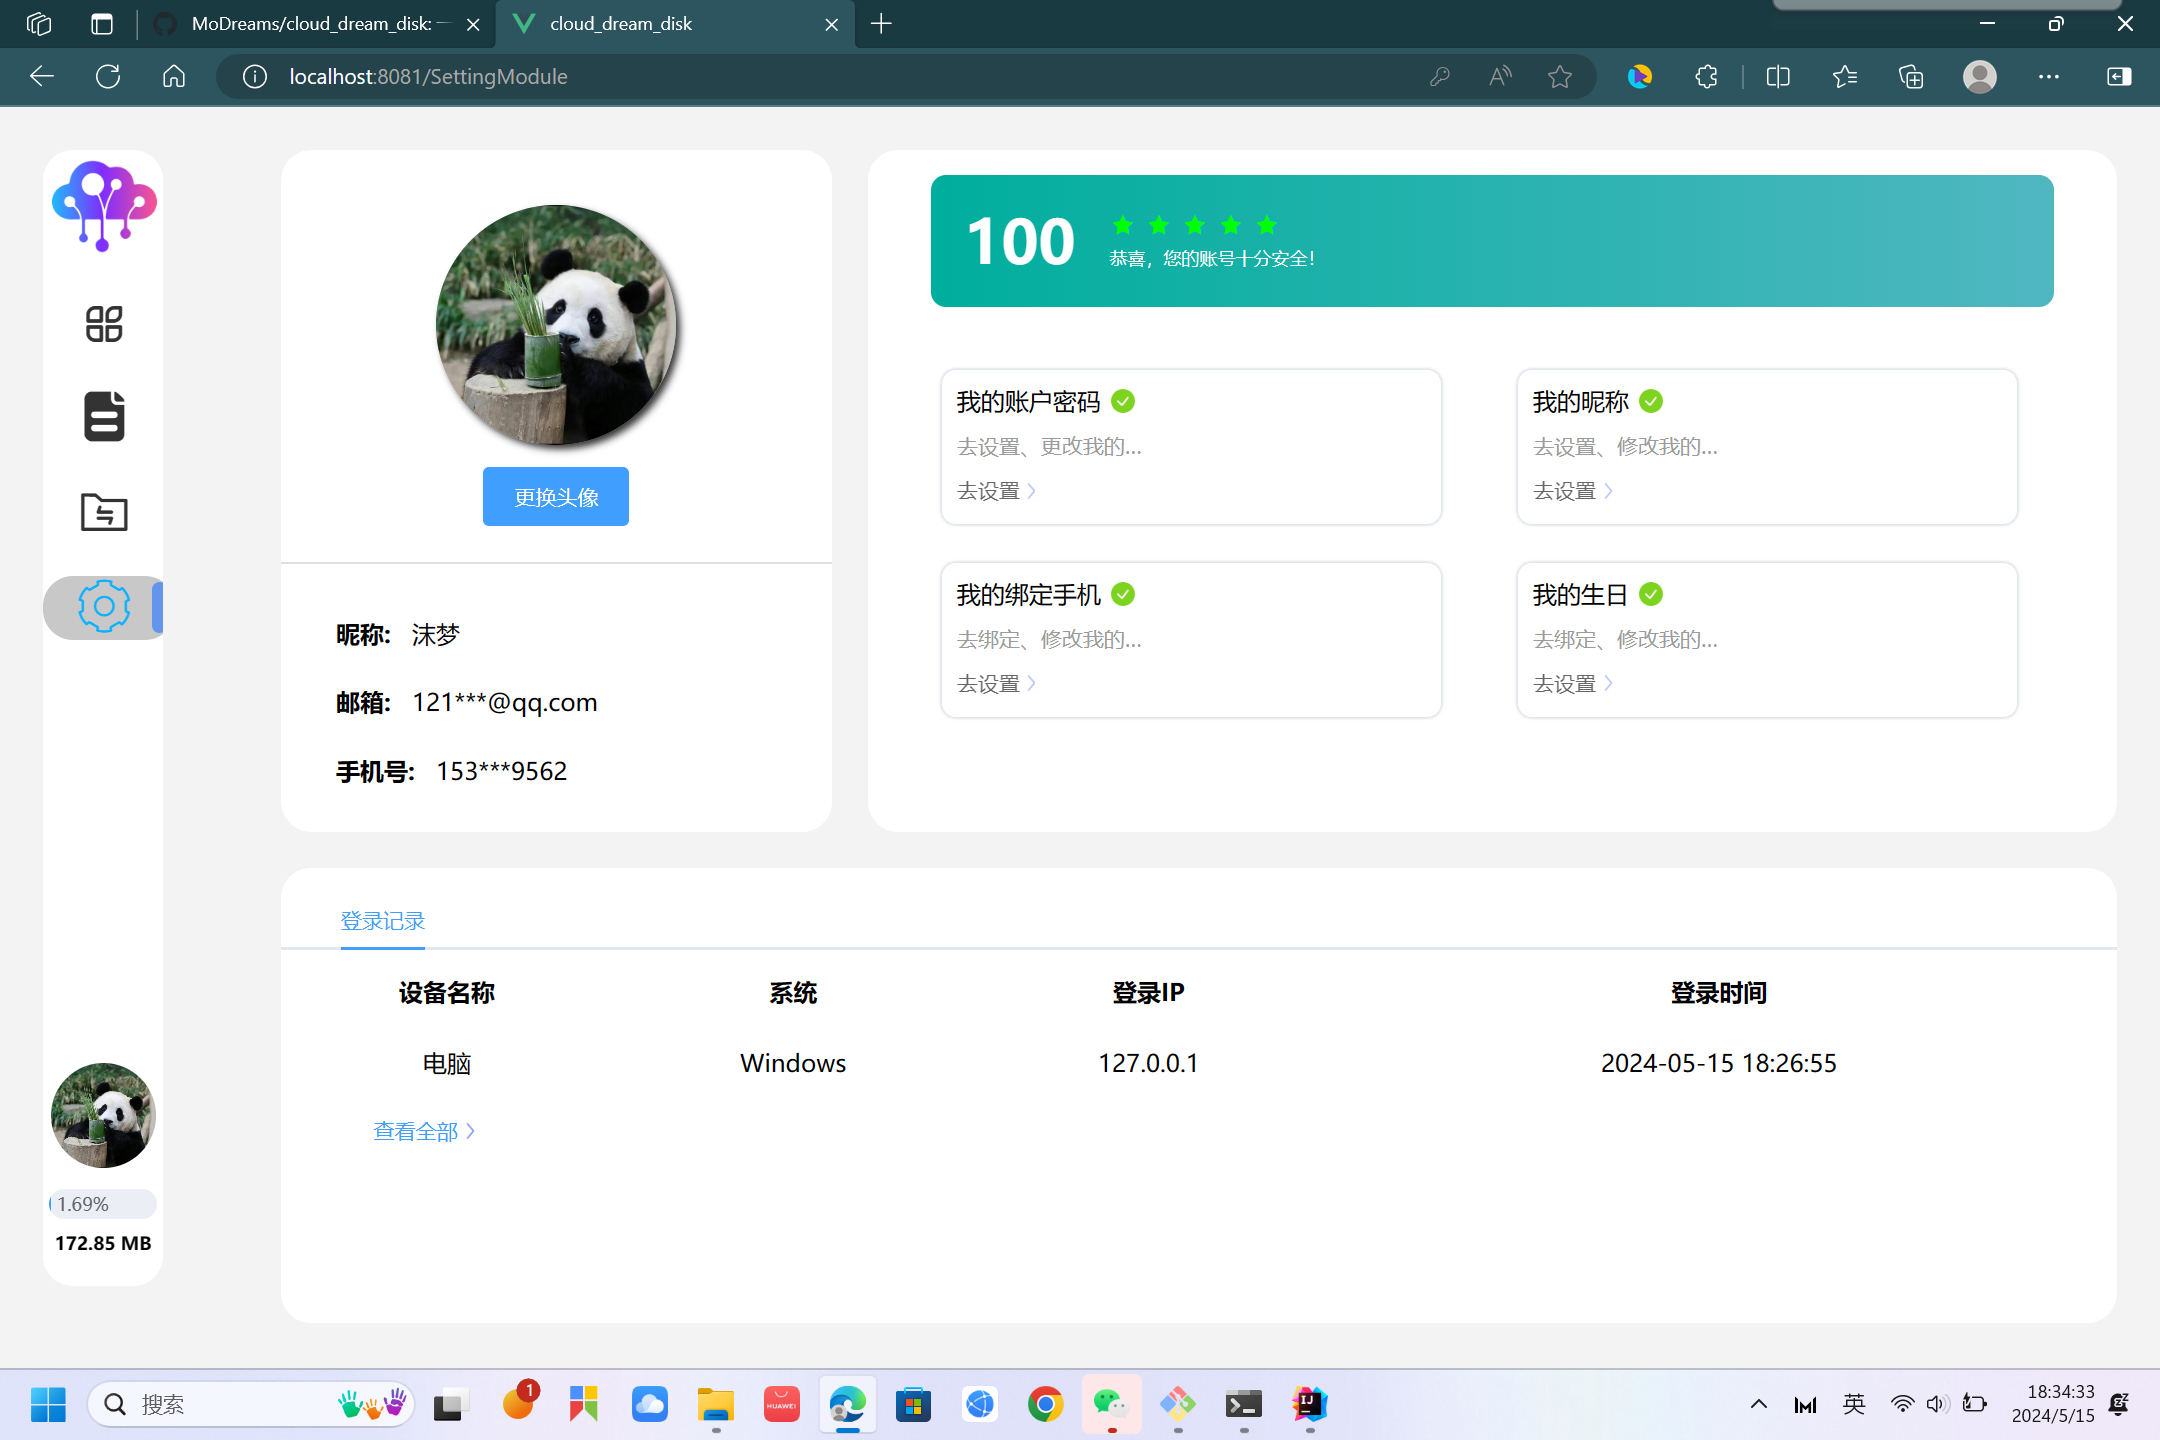 MoDreams/cloud_dream_disk: 一
cloud_dream_disk
localhost:8081/SettingModule
100
恭喜，您的账号十分安全！
更换头像
昵称: 沫梦
邮箱: 121***@qq.com
手机号: 153***9562
我的账户密码
去设置、更改我的...
去设置
我的昵称
去设置、修改我的...
去设置
我的绑定手机
去绑定、修改我的...
去设置
我的生日
去绑定、修改我的...
去设置
登录记录
设备名称 系统 登录IP 登录时间
电脑 Windows 127.0.0.1 2024-05-15 18:26:55
查看全部
1.69%
172.85 MB
搜索
1
HUAWEI
IJ
英
18:34:33
2024/5/15